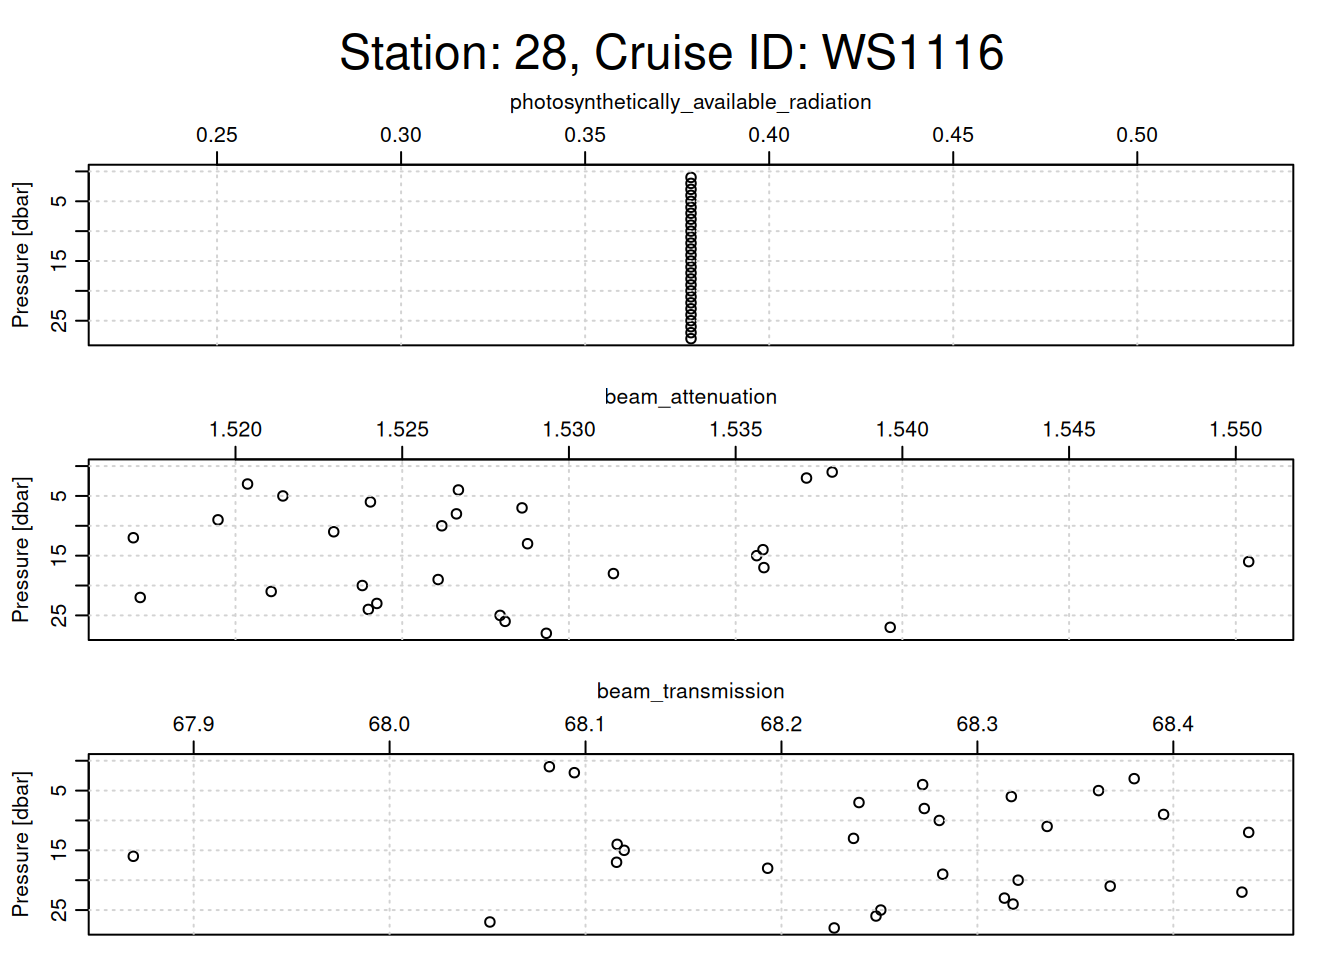 Station: 28, Cruise ID: WS1116
photosynthetically_available_radiation
0.25 0.30 0.35 0.40 0.45 0.50
Pressure [dbar]
5
15
25
beam_attenuation
1.520 1.525 1.530 1.535 1.540 1.545 1.550
Pressure [dbar]
5
15
25
beam_transmission
67.9 68.0 68.1 68.2 68.3 68.4
Pressure [dbar]
5
15
25